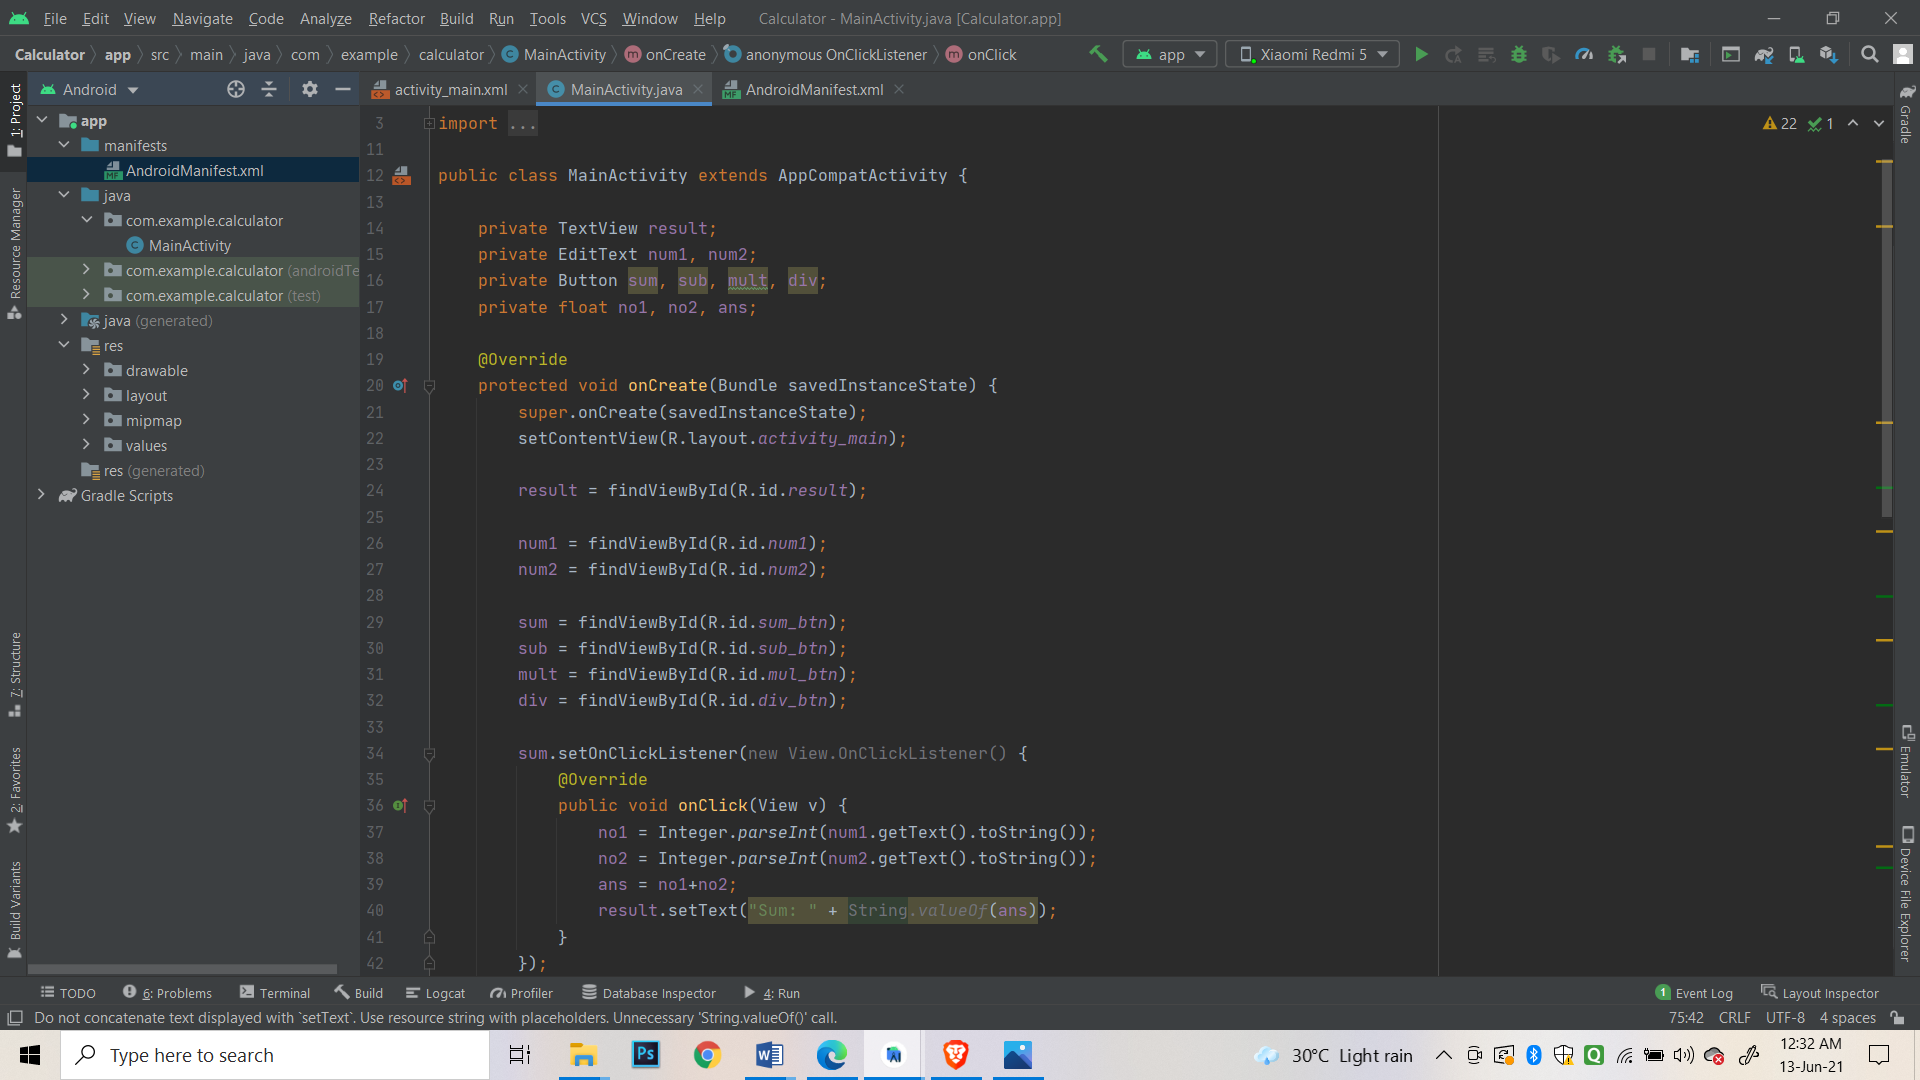 File Edit View Navigate Code Analyze Refactor Build Run Tools VCS Window Help Calculator - MainActivity.java [Calculator.app]
Calculator app src main java com example calculator MainActivity onCreate anonymous OnClickListener onClick app Xiaomi Redmi 5
Android activity_main.xml MainActivity.java AndroidManifest.xml
1: Project
Resource Manager
7: Structure
2: Favorites
Build Variants
app
manifests
AndroidManifest.xml
java
com.example.calculator
MainActivity
com.example.calculator (androidTe
com.example.calculator (test)
java (generated)
res
drawable
layout
mipmap
values
res (generated)
Gradle Scripts
3 import ...
11
12 public class MainActivity extends AppCompatActivity {
13
14 private TextView result;
15 private EditText num1, num2;
16 private Button sum, sub, mult, div;
17 private float no1, no2, ans;
18
19 @Override
20 protected void onCreate(Bundle savedInstanceState) {
21 super.onCreate(savedInstanceState);
22 setContentView(R.layout.activity_main);
23
24 result = findViewById(R.id.result);
25
26 num1 = findViewById(R.id.num1);
27 num2 = findViewById(R.id.num2);
28
29 sum = findViewById(R.id.sum_btn);
30 sub = findViewById(R.id.sub_btn);
31 mult = findViewById(R.id.mul_btn);
32 div = findViewById(R.id.div_btn);
33
34 sum.setOnClickListener(new View.OnClickListener() {
35 @Override
36 public void onClick(View v) {
37 no1 = Integer.parseInt(num1.getText().toString());
38 no2 = Integer.parseInt(num2.getText().toString());
39 ans = no1+no2;
40 result.setText("Sum: " + String.valueOf(ans));
41 }
42 });
22 1
Gradle
Emulator
Device File Explorer
TODO 6: Problems Terminal Build Logcat Profiler Database Inspector 4: Run 1 Event Log Layout Inspector
Do not concatenate text displayed with `setText`. Use resource string with placeholders. Unnecessary 'String.valueOf()' call. 75:42 CRLF UTF-8 4 spaces
Type here to search Ps 30°C Light rain 12:32 AM
13-Jun-21